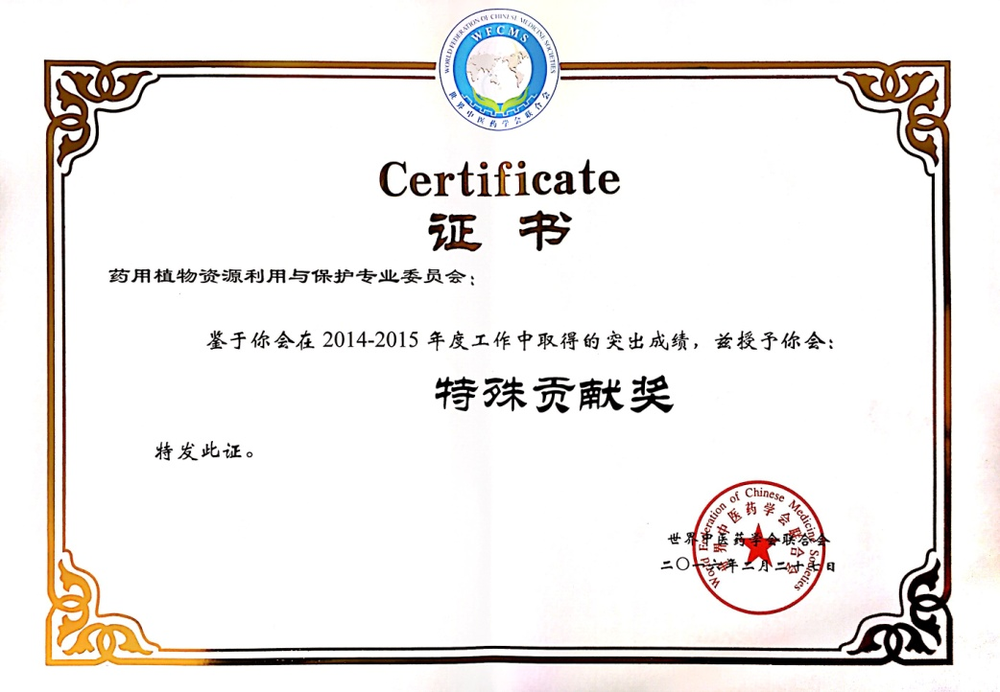 WORLD FEDERATION OF CHINESE MEDICINE SOCIETIES
WFCMS
世界中医药学会联合会
Certificate
证书
药用植物资源利用与保护专业委员会：
鉴于你会在 2014-2015 年度工作中取得的突出成绩，兹授予你会：
特殊贡献奖
特发此证。
World Federation of Chinese Medicine Societies
世界中医药学会联合会
世界中医药学会联合会
二〇一六年二月二十七日